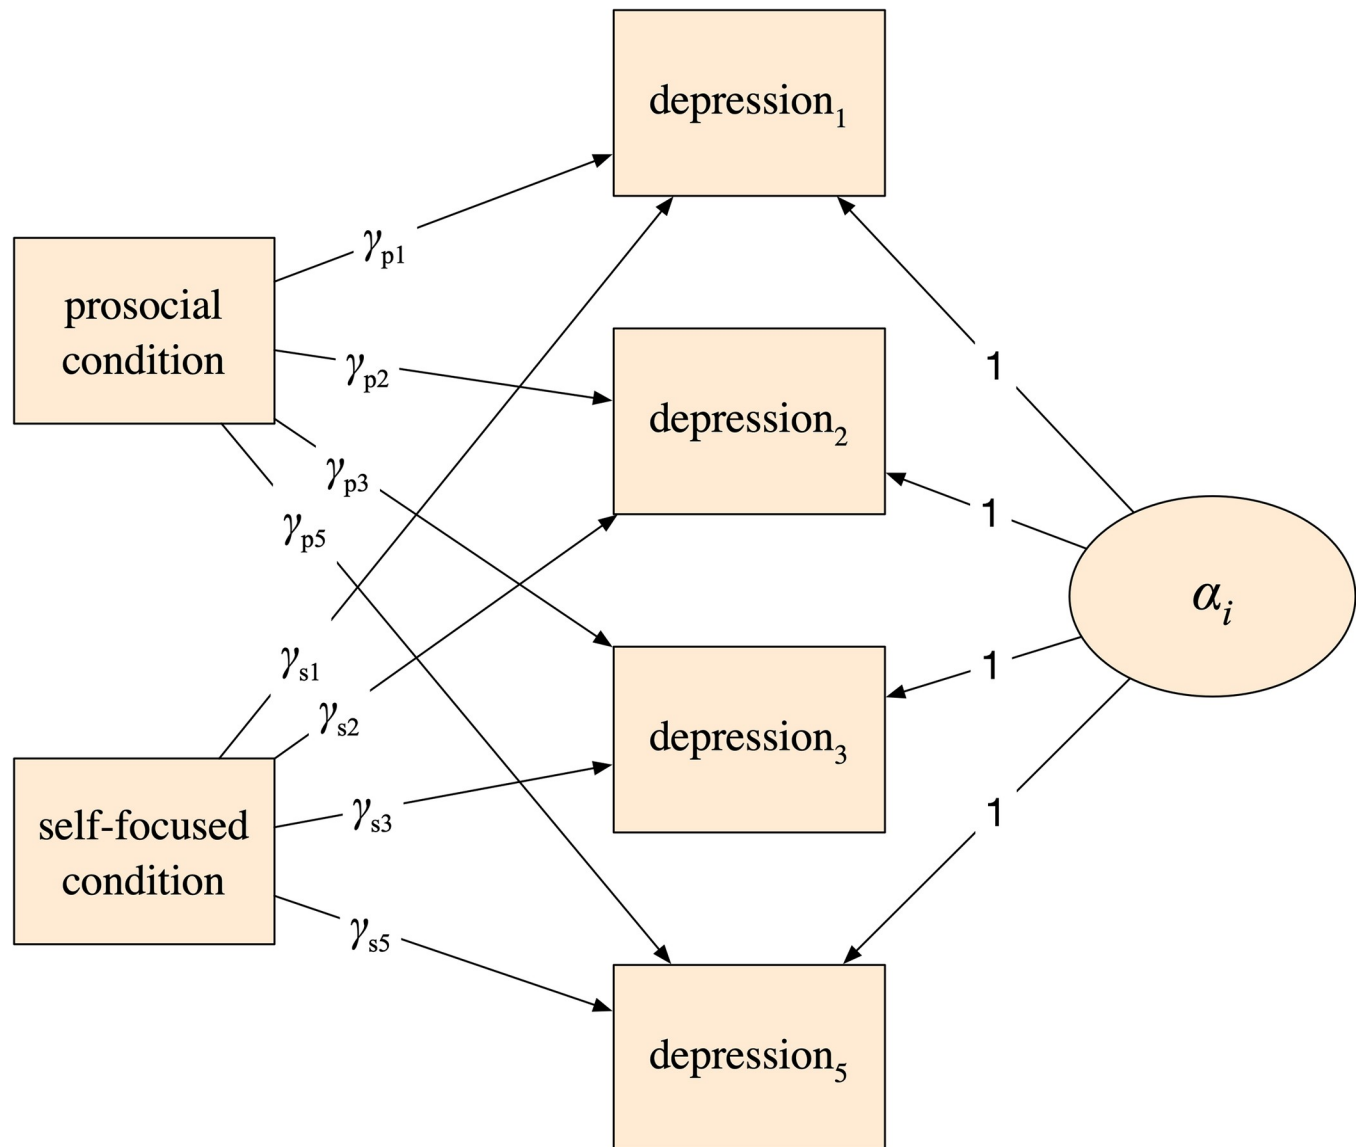 depression₁
γp1
prosocial
condition
γp2
depression₂
γp3
γp5
1
1
αᵢ
1
1
γs1
γs2
depression₃
self-focused
condition
γs3
γs5
depression₅